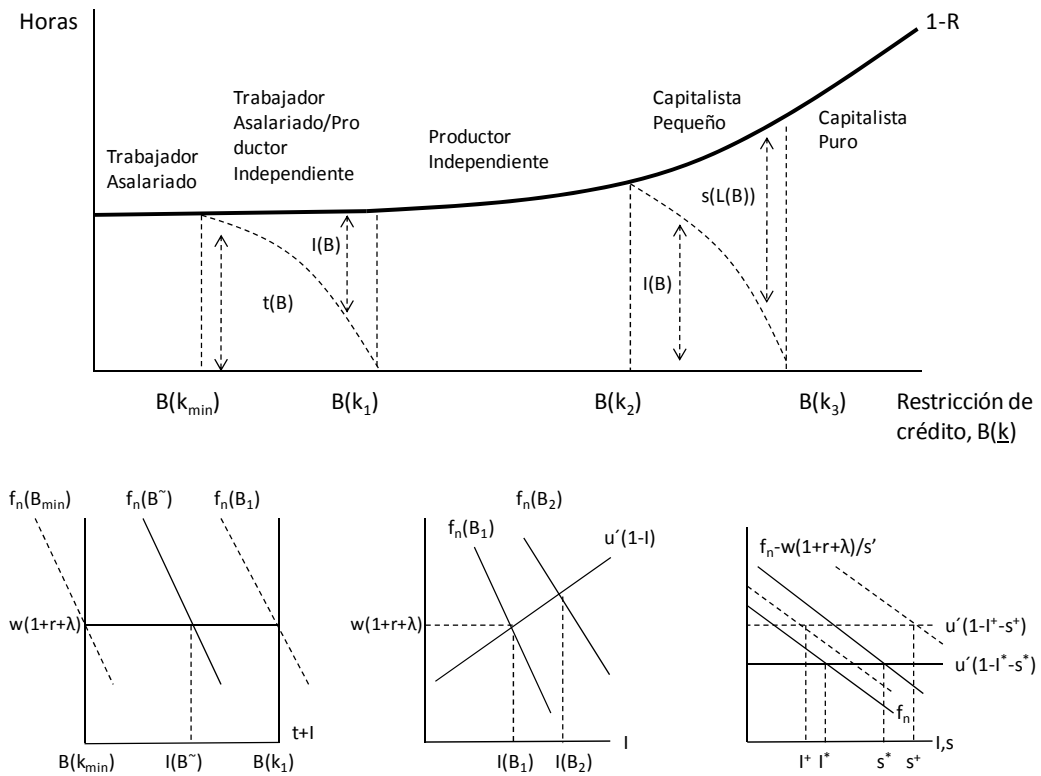 Horas
1-R
Trabajador
Asalariado
Trabajador
Asalariado/Pro
ductor
Independiente
Productor
Independiente
Capitalista
Pequeño
Capitalista
Puro
t(B)
l(B)
l(B)
s(L(B))
B(kmin)
B(k1)
B(k2)
B(k3)
Restricción de
crédito, B(k)
fn(Bmin)
fn(B~)
fn(B1)
w(1+r+λ)
t+l
B(kmin)
l(B~)
B(k1)
fn(B2)
fn(B1)
u´(1-l)
w(1+r+λ)
l
l(B1)
l(B2)
fn-w(1+r+λ)/s’
u´(1-l+-s+)
u´(1-l*-s*)
fn
l,s
l+
l*
s*
s+